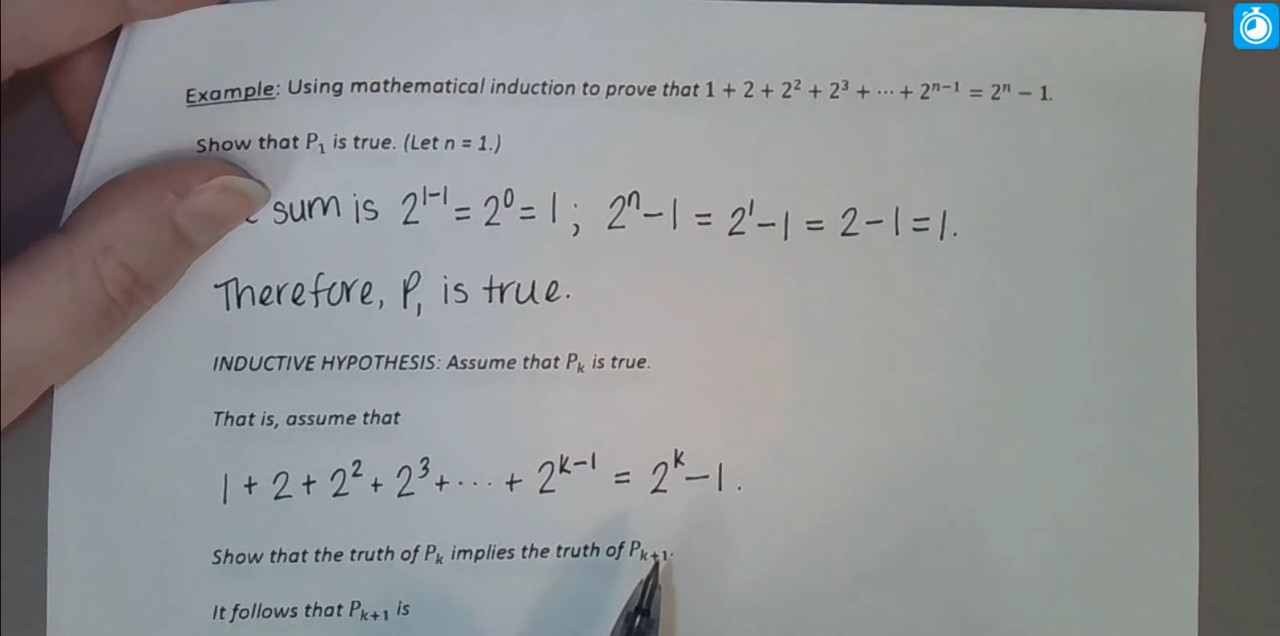 Example: Using mathematical induction to prove that 1 + 2 + 2² + 2³ + ⋯ + 2ⁿ⁻¹ = 2ⁿ − 1.
Show that P₁ is true. (Let n = 1.)
sum is 2¹⁻¹ = 2⁰ = 1 ; 2ⁿ − 1 = 2¹ − 1 = 2 − 1 = 1.
Therefore, P₁ is true.
INDUCTIVE HYPOTHESIS: Assume that Pₖ is true.
That is, assume that
1 + 2 + 2² + 2³ + ⋯ + 2ᵏ⁻¹ = 2ᵏ − 1.
Show that the truth of Pₖ implies the truth of Pₖ₊₁.
It follows that Pₖ₊₁ is